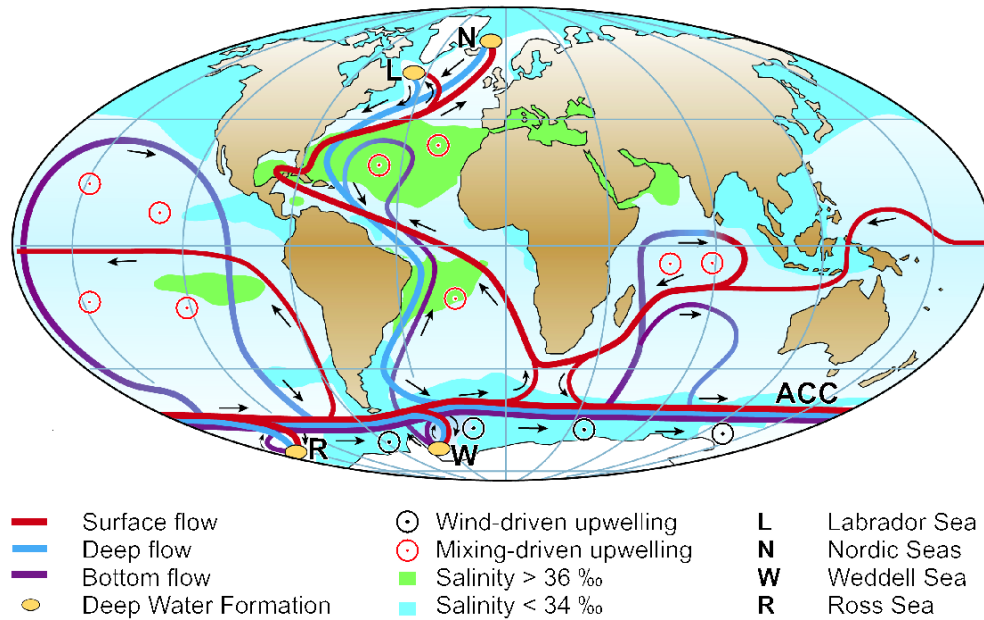 N
L
ACC
R
W
Surface flow
Deep flow
Bottom flow
Deep Water Formation
Wind-driven upwelling
Mixing-driven upwelling
Salinity > 36 ‰
Salinity < 34 ‰
L Labrador Sea
N Nordic Seas
W Weddell Sea
R Ross Sea